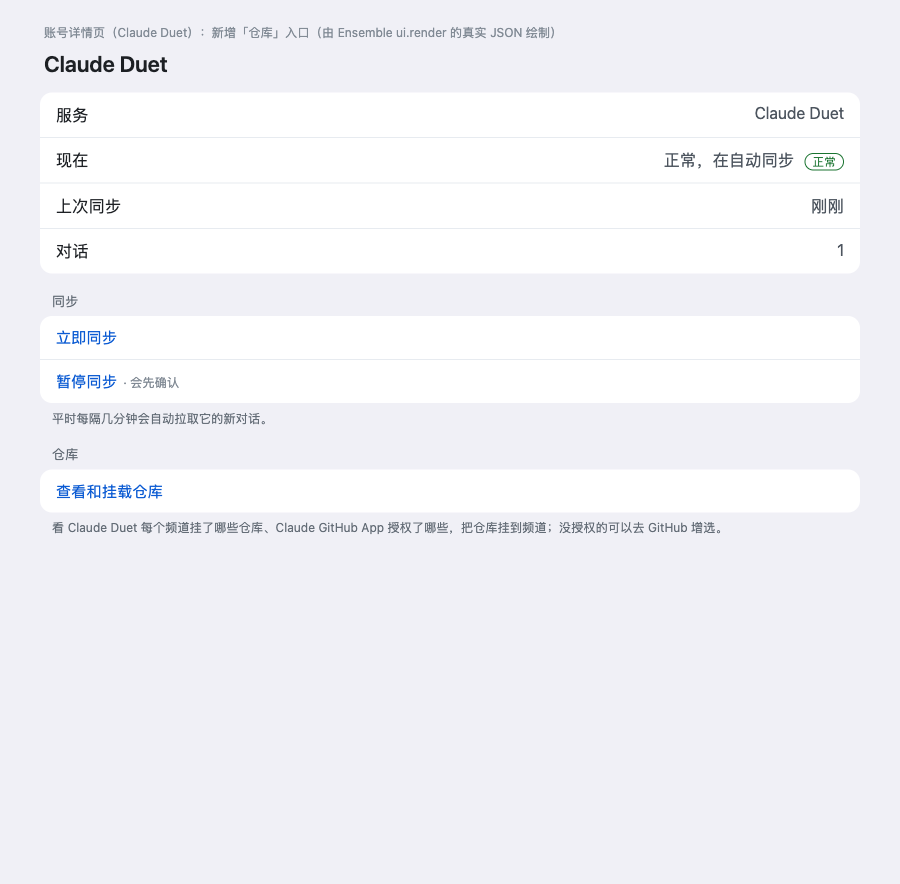 账号详情页（Claude Duet）：新增「仓库」入口（由 Ensemble ui.render 的真实 JSON 绘制）
Claude Duet
服务 Claude Duet
现在 正常，在自动同步 正常
上次同步 刚刚
对话 1
同步
立即同步
暂停同步 · 会先确认
平时每隔几分钟会自动拉取它的新对话。
仓库
查看和挂载仓库
看 Claude Duet 每个频道挂了哪些仓库、Claude GitHub App 授权了哪些，把仓库挂到频道；没授权的可以去 GitHub 增选。